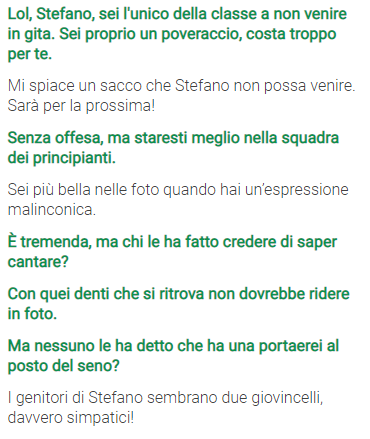 Lol, Stefano, sei l'unico della classe a non venire
in gita. Sei proprio un poveraccio, costa troppo
per te.
Mi spiace un sacco che Stefano non possa venire.
Sarà per la prossima!
Senza offesa, ma staresti meglio nella squadra
dei principianti.
Sei più bella nelle foto quando hai un'espressione
malinconica.
È tremenda, ma chi le ha fatto credere di saper
cantare?
Con quei denti che si ritrova non dovrebbe ridere
in foto.
Ma nessuno le ha detto che ha una portaerei al
posto del seno?
I genitori di Stefano sembrano due giovincelli,
davvero simpatici!